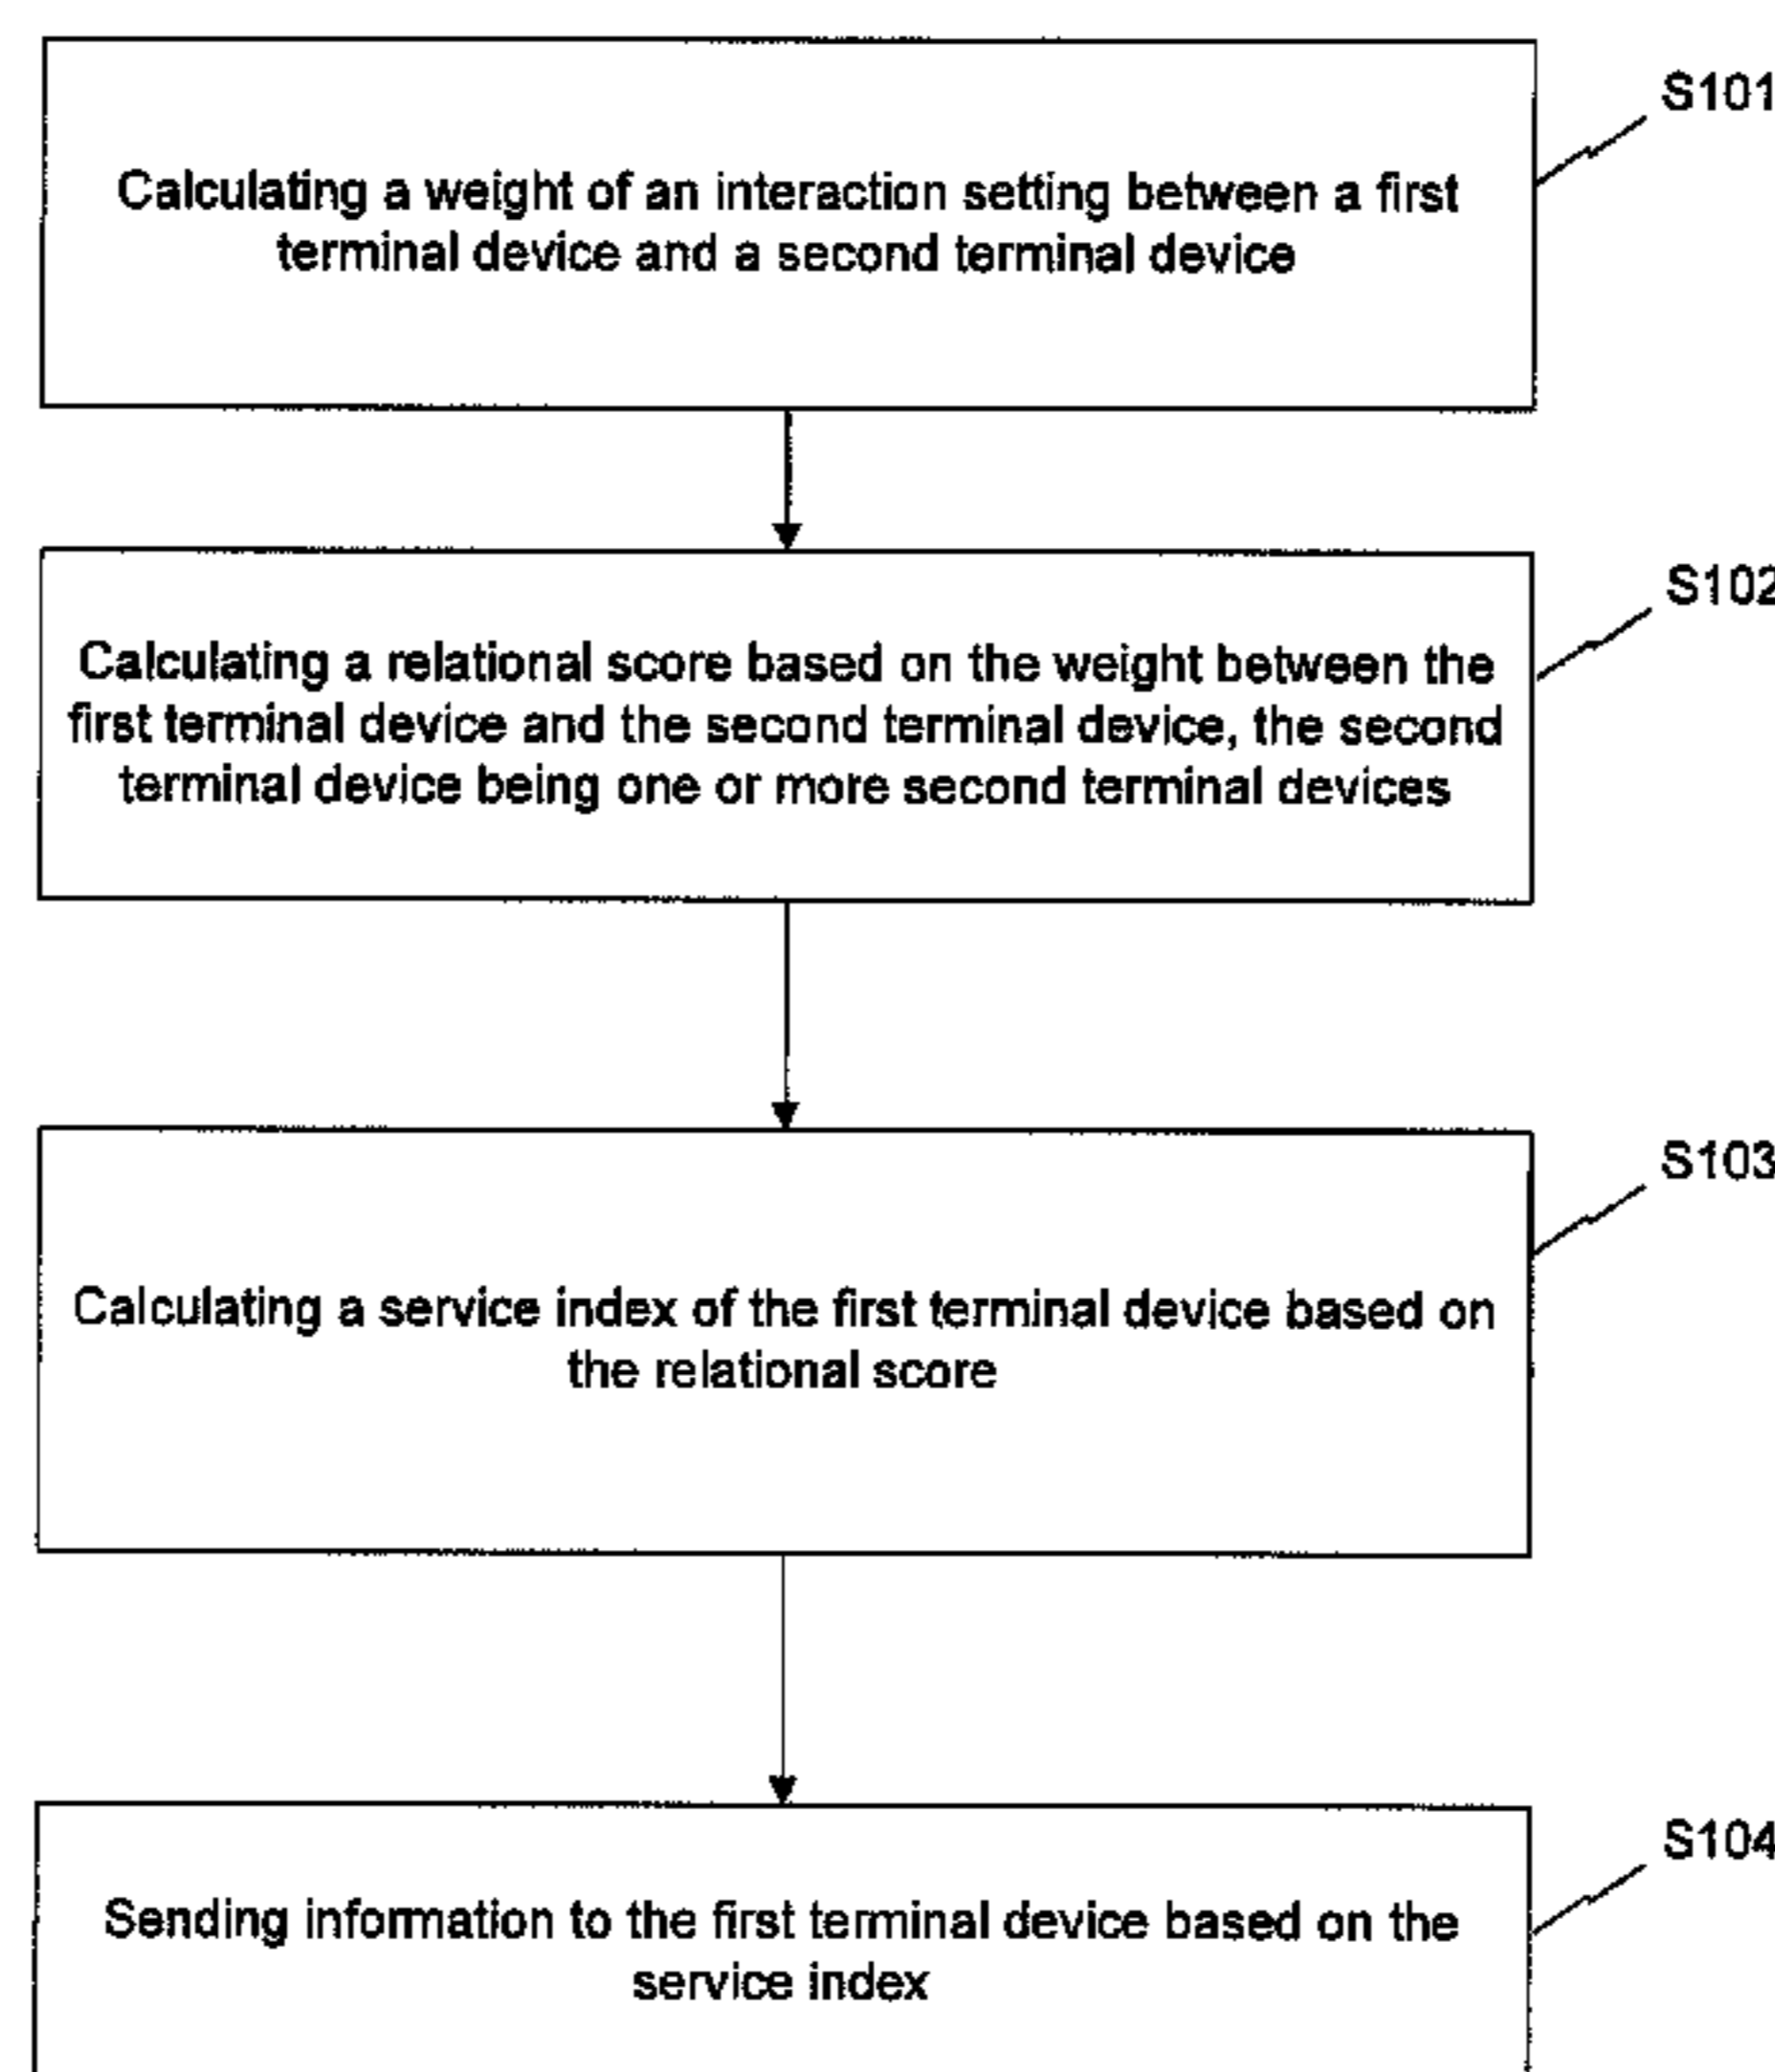 S101
Calculating a weight of an interaction setting between a first
terminal device and a second terminal device
S102
Calculating a relational score based on the weight between the
first terminal device and the second terminal device, the second
terminal device being one or more second terminal devices
S103
Calculating a service index of the first terminal device based on
the relational score
S104
Sending information to the first terminal device based on the
service index